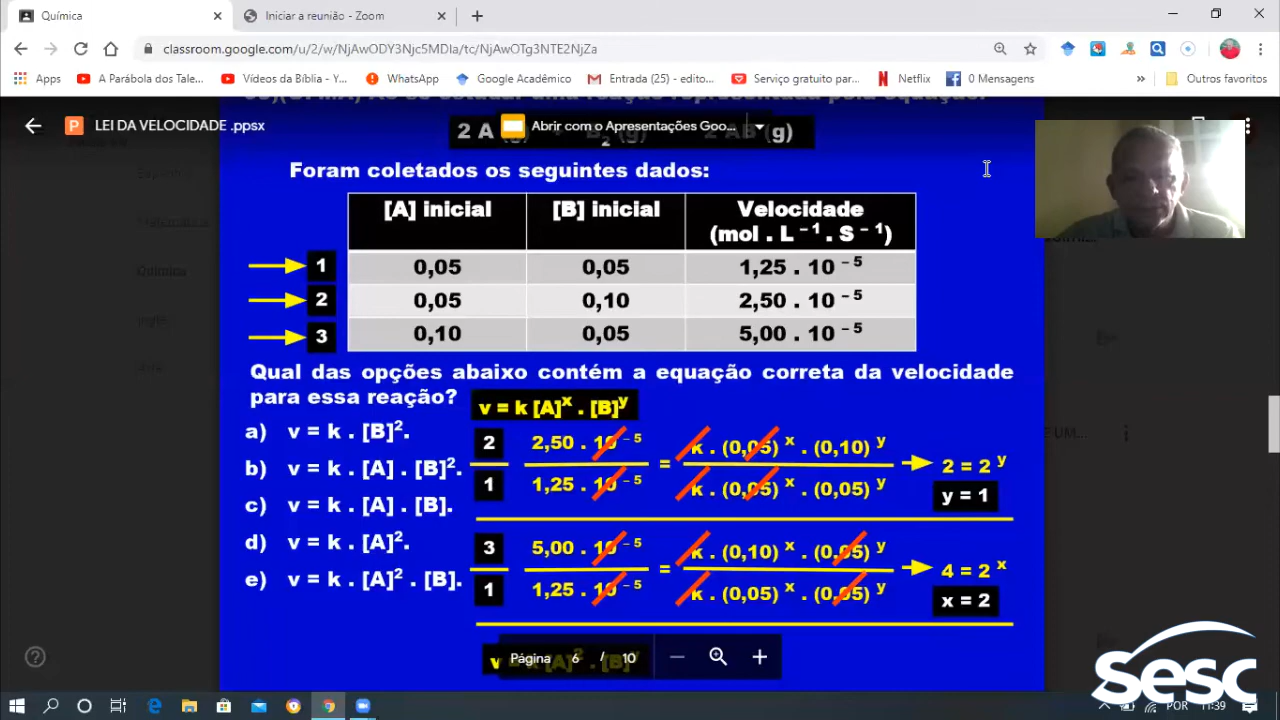 Química
Iniciar a reunião - Zoom
classroom.google.com/u/2/w/NjAwODY3Njc5MDla/tc/NjAwOTg3NTE2NjZa
Apps
A Parábola dos Tale...
Vídeos da Bíblia - Y...
WhatsApp
Google Acadêmico
Entrada (25) - edito...
Serviço gratuito par...
Netflix
0 Mensagens
»
Outros favoritos
LEI DA VELOCIDADE .ppsx
Abrir com o Apresentações Goo...
2 A (g) B₂ (g) 2 AB (g)
Foram coletados os seguintes dados:
[A] inicial [B] inicial Velocidade
(mol . L ⁻¹ . S ⁻¹)
1 0,05 0,05 1,25 . 10 ⁻⁵
2 0,05 0,10 2,50 . 10 ⁻⁵
3 0,10 0,05 5,00 . 10 ⁻⁵
Qual das opções abaixo contém a equação correta da velocidade
para essa reação?
v = k [A]ˣ . [B]ʸ
a) v = k . [B]².
b) v = k . [A] . [B]².
c) v = k . [A] . [B].
d) v = k . [A]².
e) v = k . [A]² . [B].
2 2,50 . 10 ⁻⁵ = k . (0,05) ˣ . (0,10) ʸ
1 1,25 . 10 ⁻⁵ k . (0,05) ˣ . (0,05) ʸ
2 = 2 ʸ
y = 1
3 5,00 . 10 ⁻⁵ = k . (0,10) ˣ . (0,05) ʸ
1 1,25 . 10 ⁻⁵ k . (0,05) ˣ . (0,05) ʸ
4 = 2 ˣ
x = 2
Página 6 / 10
Sesc
POR 11:39